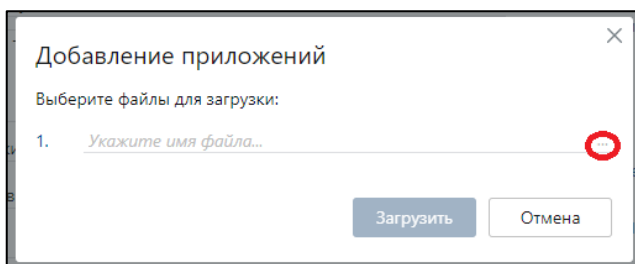 Добавление приложений
Выберите файлы для загрузки:
1. Укажите имя файла...
...
Загрузить Отмена